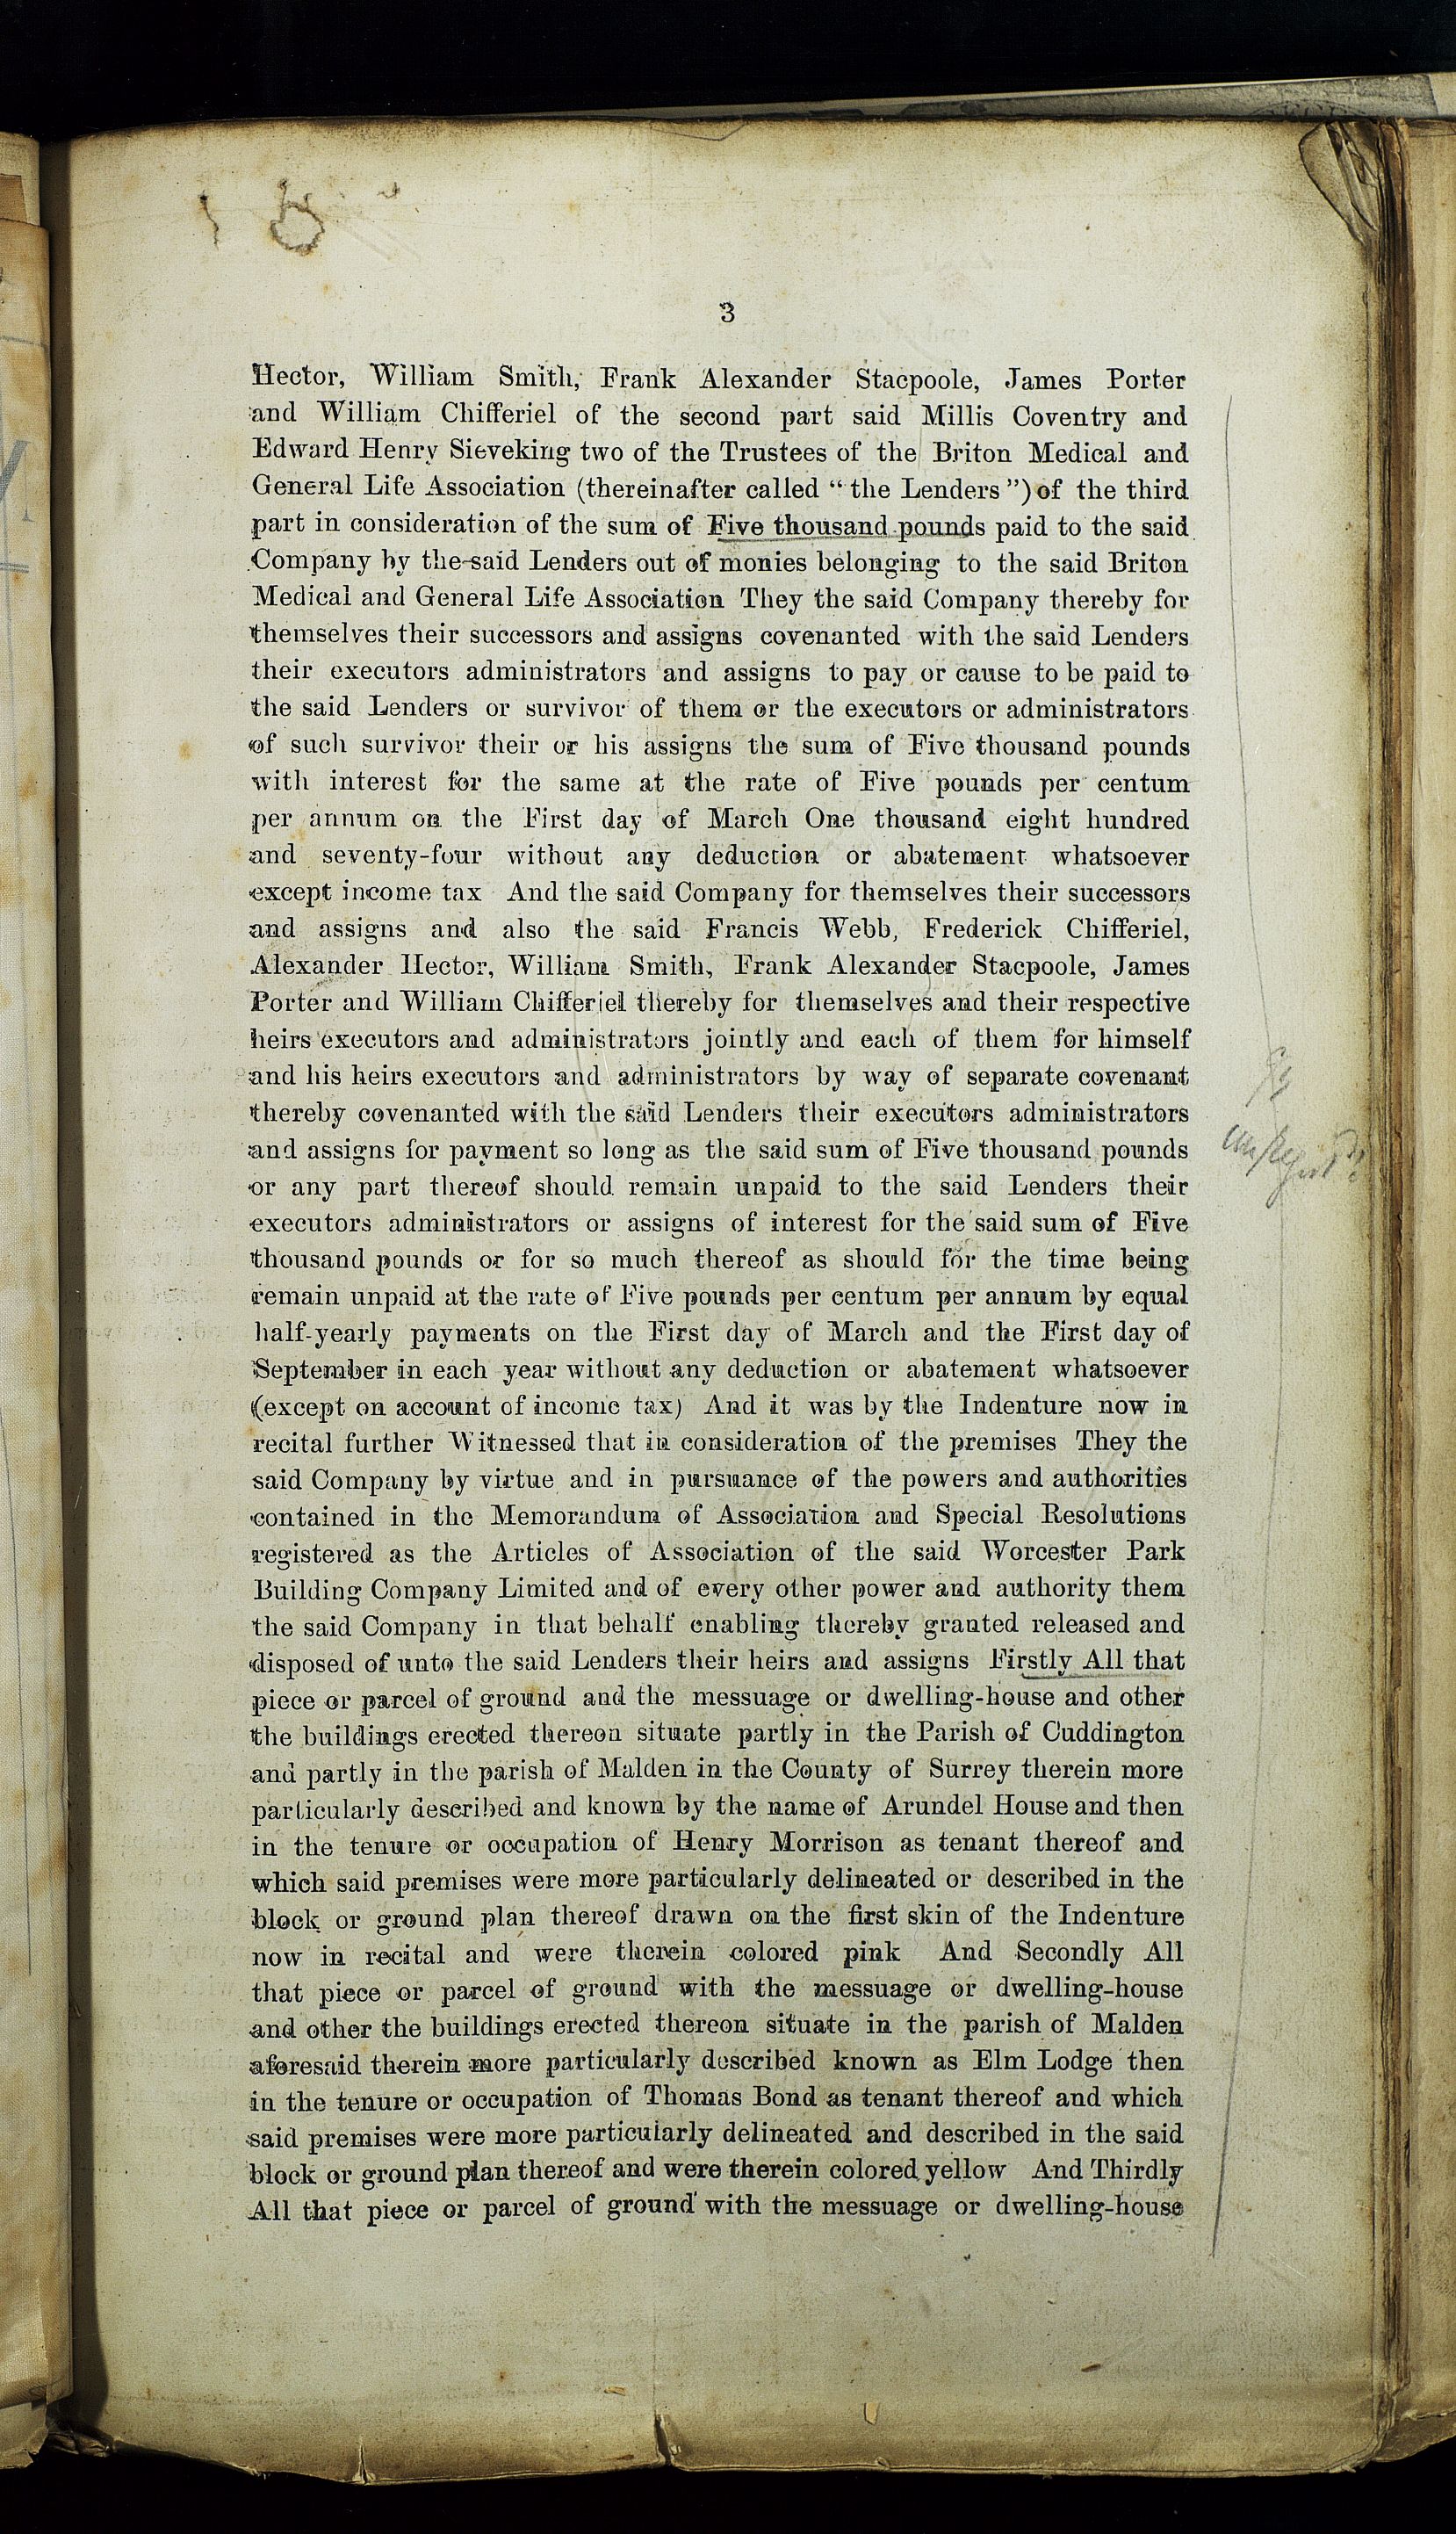 3
Hector, William Smith, Frank Alexander Stacpoole, James Porter
and William Chifferiel of the second part said Millis Coventry and
Edward Henry Sieveking two of the Trustees of the Briton Medical and
General Life Association (thereinafter called “the Lenders”) of the third
part in consideration of the sum of Five thousand pounds paid to the said
Company by the said Lenders out of monies belonging to the said Briton
Medical and General Life Association They the said Company thereby for
themselves their successors and assigns covenanted with the said Lenders
their executors administrators and assigns to pay or cause to be paid to
the said Lenders or survivor of them or the executors or administrators
of such survivor their or his assigns the sum of Five thousand pounds
with interest for the same at the rate of Five pounds per centum
per annum on the First day of March One thousand eight hundred
and seventy-four without any deduction or abatement whatsoever
except income tax And the said Company for themselves their successors
and assigns and also the said Francis Webb, Frederick Chifferiel,
Alexander Hector, William Smith, Frank Alexander Stacpoole, James
Porter and William Chifferiel thereby for themselves and their respective
heirs executors and administrators jointly and each of them for himself
and his heirs executors and administrators by way of separate covenant
thereby covenanted with the said Lenders their executors administrators
and assigns for payment so long as the said sum of Five thousand pounds
or any part thereof should remain unpaid to the said Lenders their
executors administrators or assigns of interest for the said sum of Five
thousand pounds or for so much thereof as should for the time being
remain unpaid at the rate of Five pounds per centum per annum by equal
half-yearly payments on the First day of March and the First day of
September in each year without any deduction or abatement whatsoever
(except on account of income tax) And it was by the Indenture now in
recital further Witnessed that in consideration of the premises They the
said Company by virtue and in pursuance of the powers and authorities
contained in the Memorandum of Association and Special Resolutions
registered as the Articles of Association of the said Worcester Park
Building Company Limited and of every other power and authority them
the said Company in that behalf enabling thereby granted released and
disposed of unto the said Lenders their heirs and assigns Firstly All that
piece or parcel of ground and the messuage or dwelling-house and other
the buildings erected thereon situate partly in the Parish of Cuddington
and partly in the parish of Malden in the County of Surrey therein more
particularly described and known by the name of Arundel House and then
in the tenure or occupation of Henry Morrison as tenant thereof and
which said premises were more particularly delineated or described in the
block or ground plan thereof drawn on the first skin of the Indenture
now in recital and were therein colored pink And Secondly All
that piece or parcel of ground with the messuage or dwelling-house
and other the buildings erected thereon situate in the parish of Malden
aforesaid therein more particularly described known as Elm Lodge then
in the tenure or occupation of Thomas Bond as tenant thereof and which
said premises were more particularly delineated and described in the said
block or ground plan thereof and were therein colored yellow And Thirdly
All that piece or parcel of ground with the messuage or dwelling-house